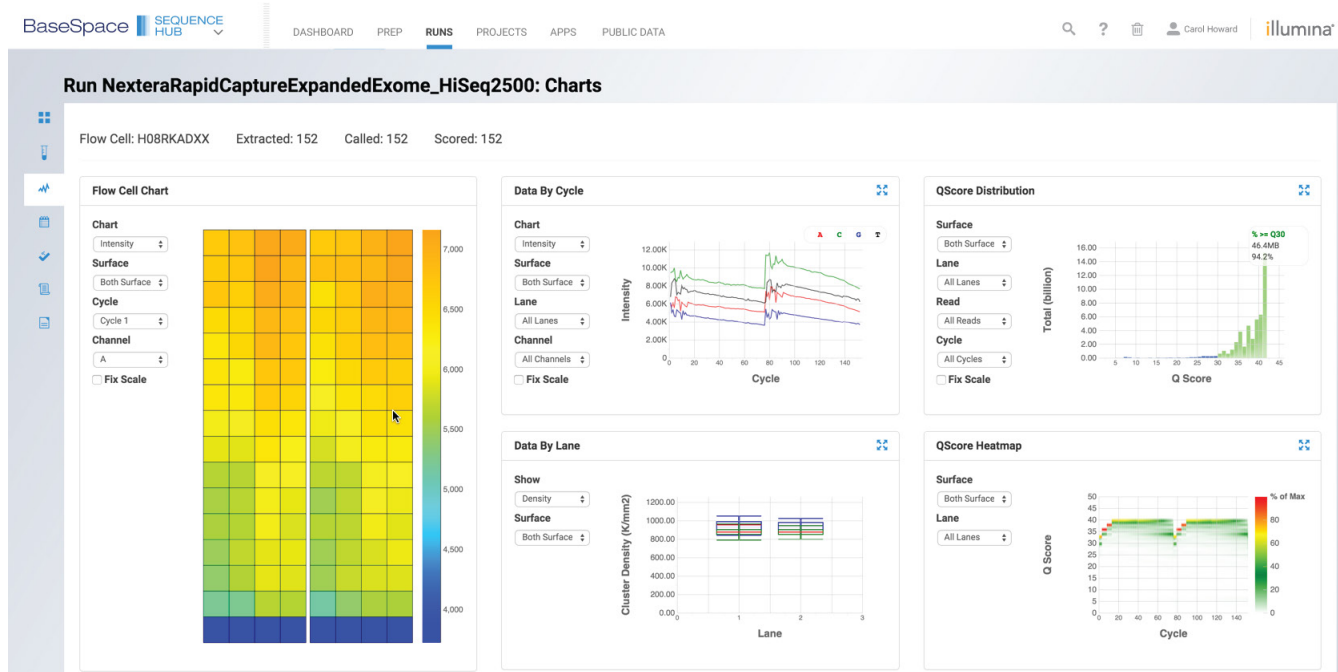 BaseSpace SEQUENCE HUB
DASHBOARD PREP RUNS PROJECTS APPS PUBLIC DATA
? Carol Howard illumina
Run NexteraRapidCaptureExpandedExome_HiSeq2500: Charts
Flow Cell: H08RKADXX Extracted: 152 Called: 152 Scored: 152
Flow Cell Chart
Chart
Intensity
Surface
Both Surface
Cycle
Cycle 1
Channel
A
Fix Scale
7,000
6,500
6,000
5,500
5,000
4,500
4,000
Data By Cycle
Chart
Intensity
Surface
Both Surface
Lane
All Lanes
Channel
All Channels
Fix Scale
A C G T
Intensity
12.00K
10.00K
8.00K
6.00K
4.00K
2.00K
0
0 20 40 60 80 100 120 140
Cycle
QScore Distribution
Surface
Both Surface
Lane
All Lanes
Read
All Reads
Cycle
All Cycles
Fix Scale
% >= Q30
46.4MB
94.2%
Total (billion)
16.00
14.00
12.00
10.00
8.00
6.00
4.00
2.00
0.00
5 10 15 20 25 30 35 40 45
Q Score
Data By Lane
Show
Density
Surface
Both Surface
Cluster Density (K/mm2)
1200.00
1000.00
800.00
600.00
400.00
200.00
0.00
1 2 3
Lane
QScore Heatmap
Surface
Both Surface
Lane
All Lanes
Q Score
50
45
40
35
30
25
20
15
10
5
0
0 20 40 60 80 100 120 140
Cycle
% of Max
80
60
40
20
0